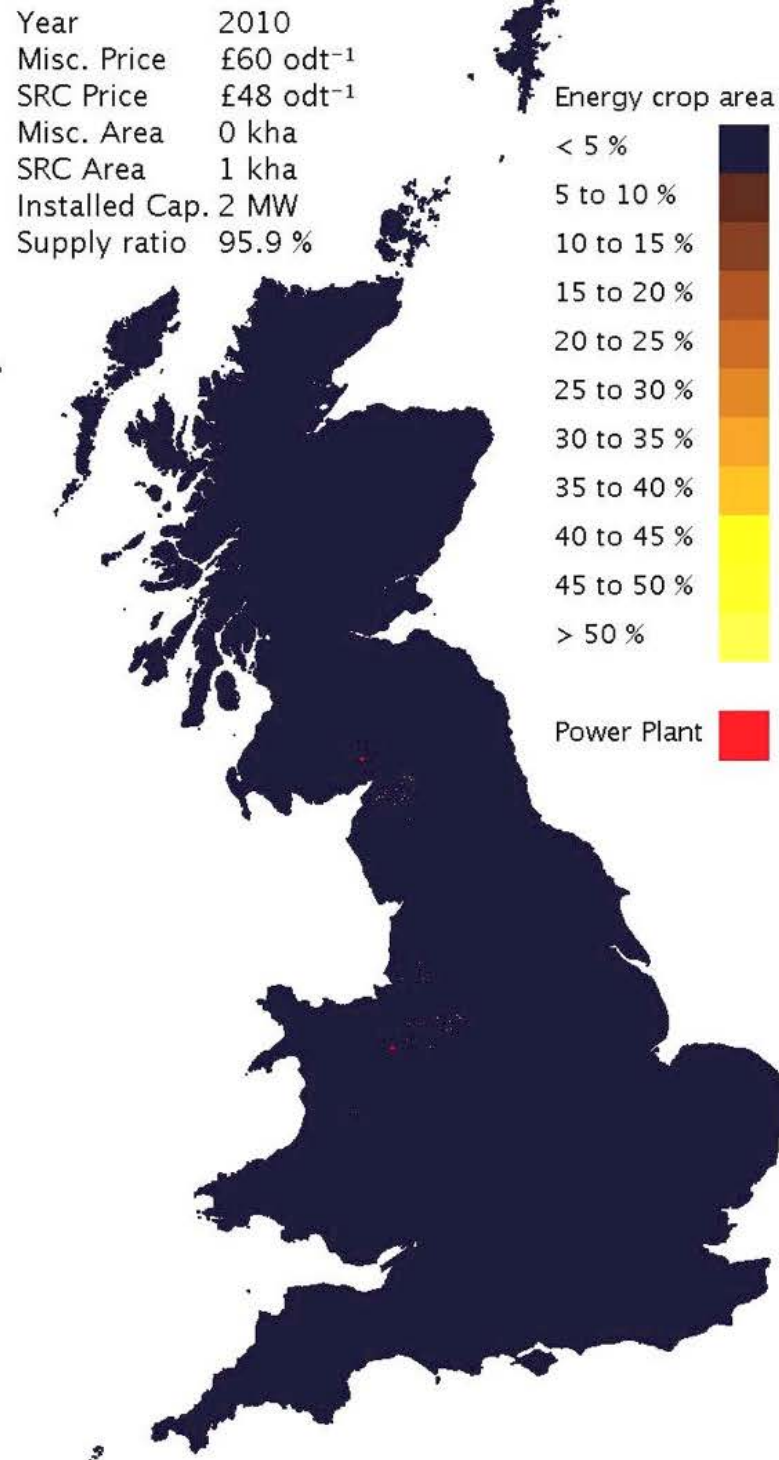 Year 2010
Misc. Price £60 odt⁻¹
SRC Price £48 odt⁻¹
Misc. Area 0 kha
SRC Area 1 kha
Installed Cap. 2 MW
Supply ratio 95.9 %
Energy crop area
< 5 %
5 to 10 %
10 to 15 %
15 to 20 %
20 to 25 %
25 to 30 %
30 to 35 %
35 to 40 %
40 to 45 %
45 to 50 %
> 50 %
Power Plant